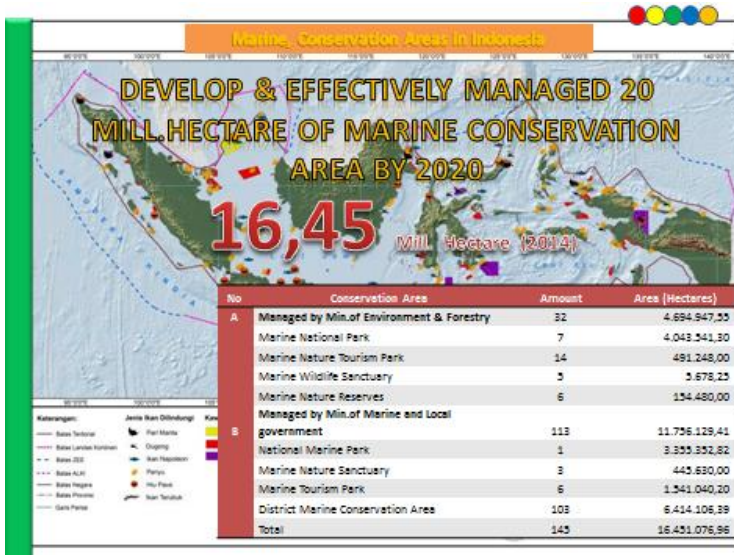 Marine, Conservation Areas in Indonesia
DEVELOP & EFFECTIVELY MANAGED 20
MILL.HECTARE OF MARINE CONSERVATION
AREA BY 2020
16,45 Mill. Hectare (2014)
No Conservation Area Amount Area (Hectares)
A Managed by Min.of Environment & Forestry 32 4.694.947,55
Marine National Park 7 4.043.541,30
Marine Nature Tourism Park 14 491.248,00
Marine Wildlife Sanctuary 5 5.678,25
Marine Nature Reserves 6 154.480,00
B Managed by Min.of Marine and Local
government 113 11.756.129,41
National Marine Park 1 3.355.352,82
Marine Nature Sanctuary 3 445.630,00
Marine Tourism Park 6 1.541.040,20
District Marine Conservation Area 103 6.414.106,39
Total 145 16.451.076,96
Keterangan:
Batas Teritorial
Batas Landas Kontinen
Batas ZEE
Batas ALKI
Batas Negara
Batas Provinsi
Garis Pantai
Jenis Ikan Dilindungi
Pari Manta
Dugong
Ikan Napoleon
Penyu
Hiu Paus
Ikan Terubuk